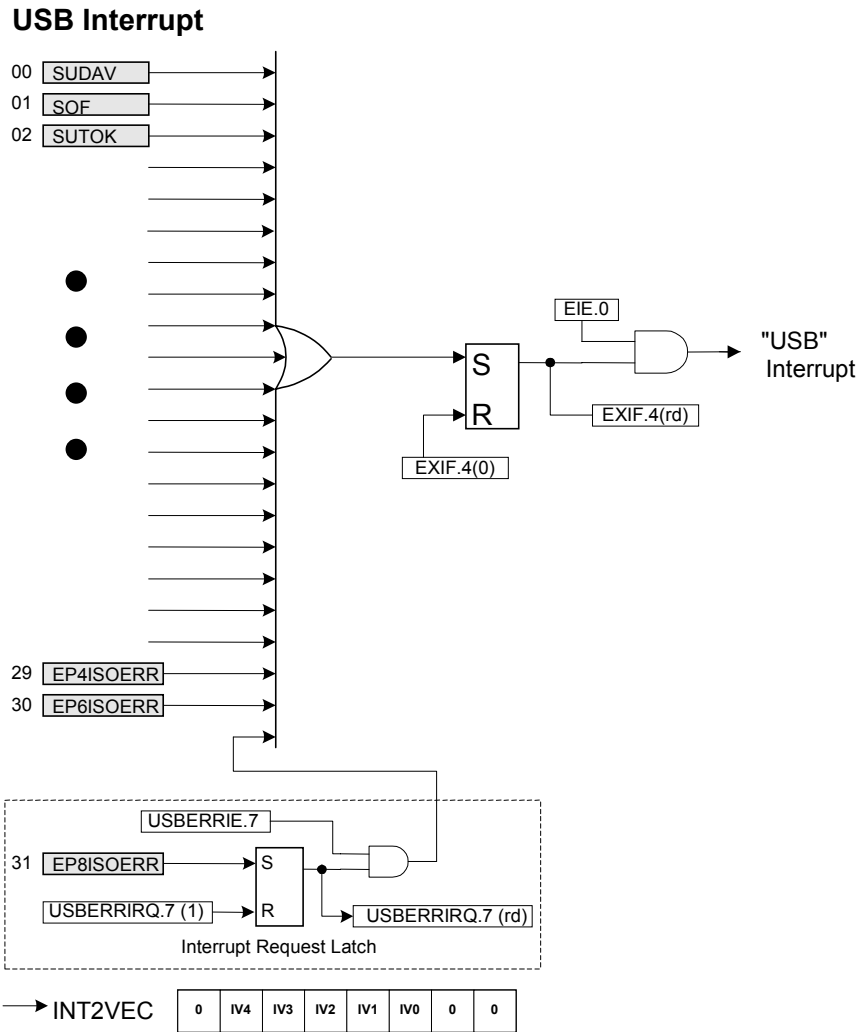 USB Interrupt
00 SUDAV
01 SOF
02 SUTOK
EIE.0
"USB"
Interrupt
S
R
EXIF.4(rd)
EXIF.4(0)
29 EP4ISOERR
30 EP6ISOERR
USBERRIE.7
31 EP8ISOERR
S
R
USBERRIRQ.7 (1)
USBERRIRQ.7 (rd)
Interrupt Request Latch
INT2VEC 0 IV4 IV3 IV2 IV1 IV0 0 0